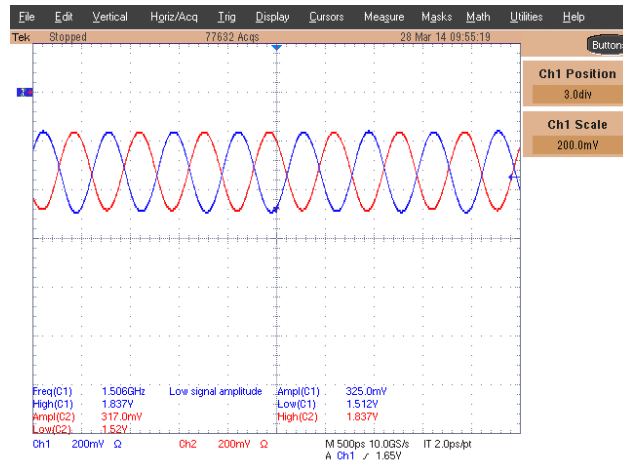 File Edit Vertical Horiz/Acq Trig Display Cursors Measure Masks Math Utilities Help
Tek Stopped 77632 Acqs 28 Mar 14 09:55:19
Button
Ch1 Position
3.0div
Ch1 Scale
200.0mV
Freq(C1) 1.506GHz Low signal amplitude Ampl(C1) 325.0mV
High(C1) 1.837V Low(C1) 1.512V
Ampl(C2) 317.0mV High(C2) 1.837V
Low(C2) 1.52V
Ch1 200mV Ω Ch2 200mV Ω M 500ps 10.0GS/s IT 2.0ps/pt
A Ch1 / 1.65V